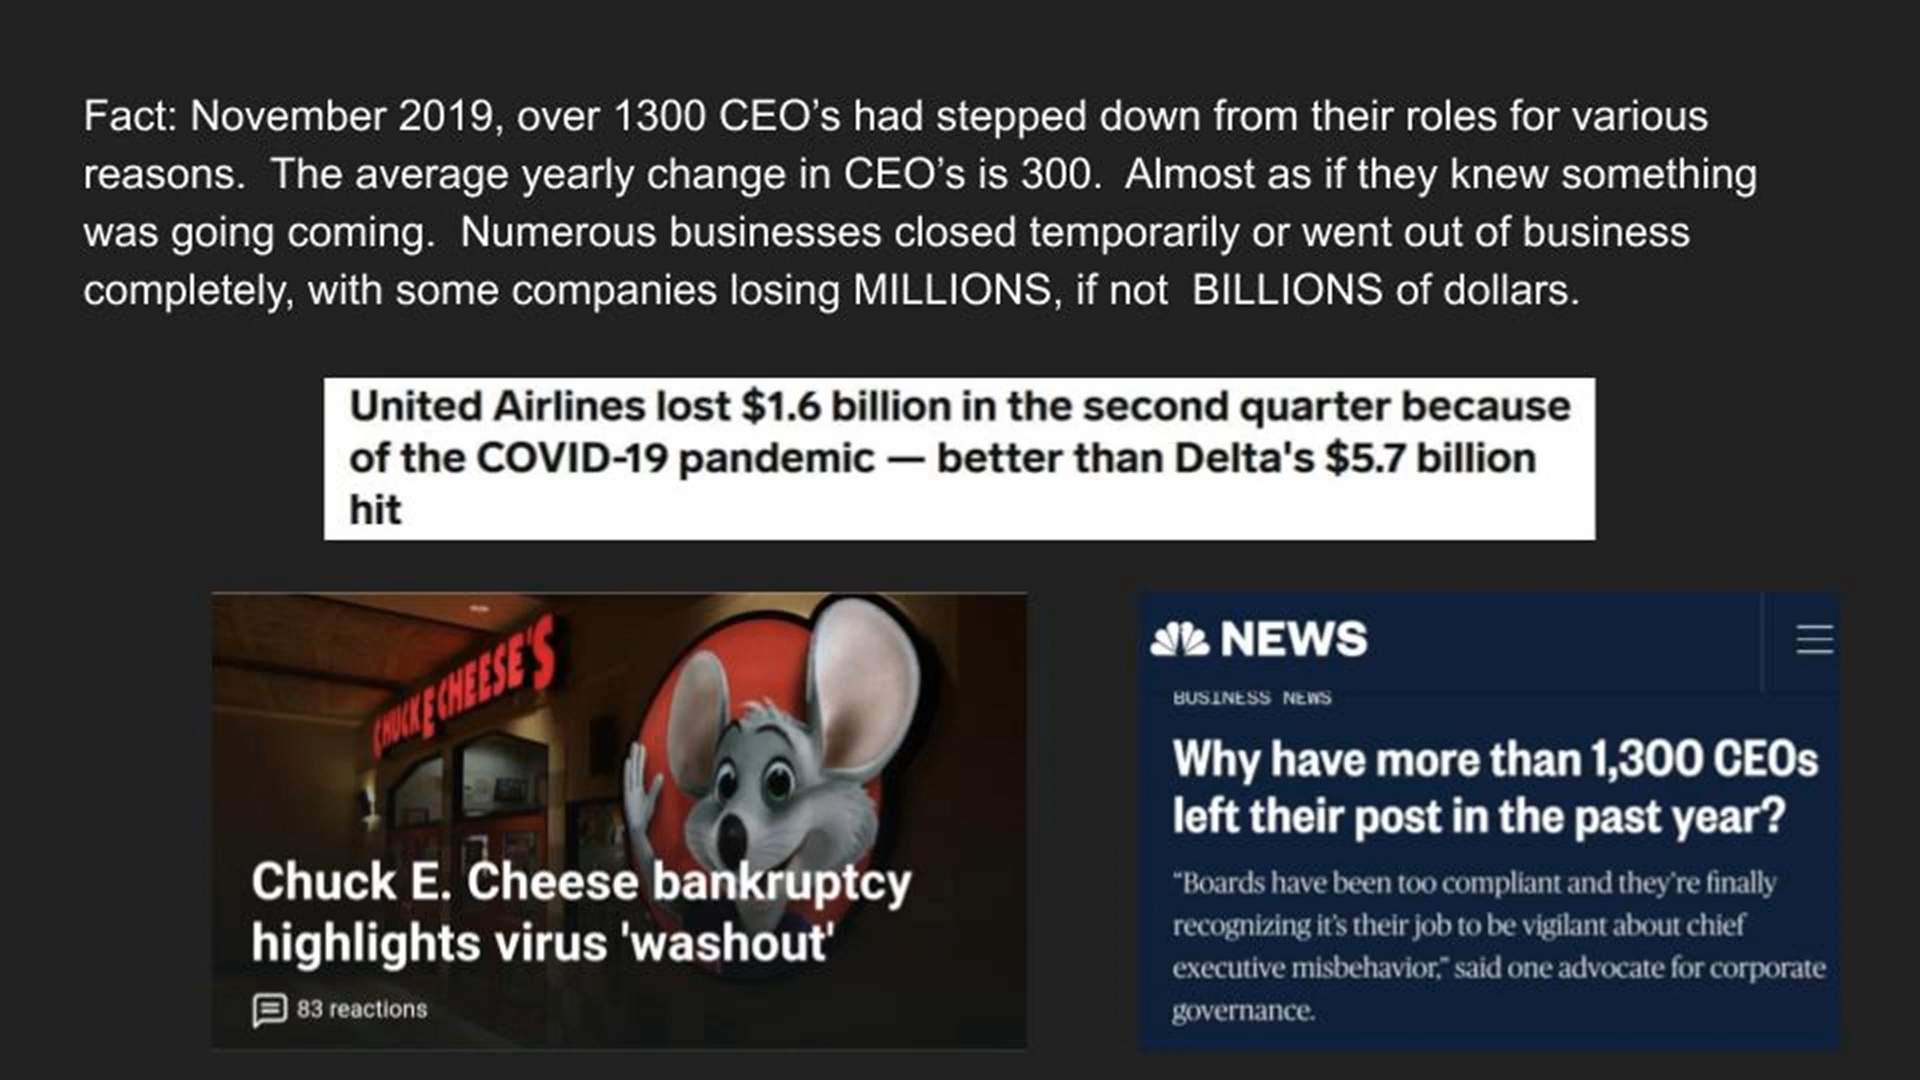 Fact: November 2019, over 1300 CEO’s had stepped down from their roles for various
reasons.  The average yearly change in CEO’s is 300.  Almost as if they knew something
was going coming.  Numerous businesses closed temporarily or went out of business
completely, with some companies losing MILLIONS, if not  BILLIONS of dollars.
United Airlines lost $1.6 billion in the second quarter because
of the COVID-19 pandemic — better than Delta's $5.7 billion
hit
CHUCK E CHEESE'S
Chuck E. Cheese bankruptcy
highlights virus 'washout'
83 reactions
NEWS
BUSINESS NEWS
Why have more than 1,300 CEOs
left their post in the past year?
“Boards have been too compliant and they’re finally
recognizing it’s their job to be vigilant about chief
executive misbehavior,” said one advocate for corporate
governance.